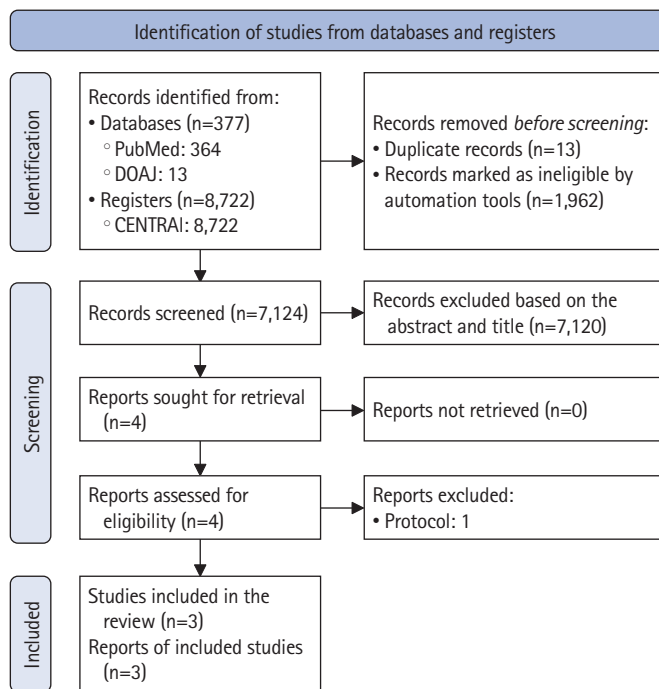 Identification of studies from databases and registers
Identification
Records identified from:
• Databases (n=377)
○ PubMed: 364
○ DOAJ: 13
• Registers (n=8,722)
○ CENTRAl: 8,722
Records removed before screening:
• Duplicate records (n=13)
• Records marked as ineligible by
automation tools (n=1,962)
Screening
Records screened (n=7,124)
Records excluded based on the
abstract and title (n=7,120)
Reports sought for retrieval
(n=4)
Reports not retrieved (n=0)
Reports assessed for
eligibility (n=4)
Reports excluded:
• Protocol: 1
Included
Studies included in the
review (n=3)
Reports of included studies
(n=3)